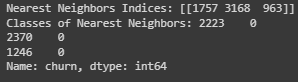 Nearest Neighbors Indices: [[1757 3168  963]]
Classes of Nearest Neighbors: 2223    0
2370    0
1246    0
Name: churn, dtype: int64